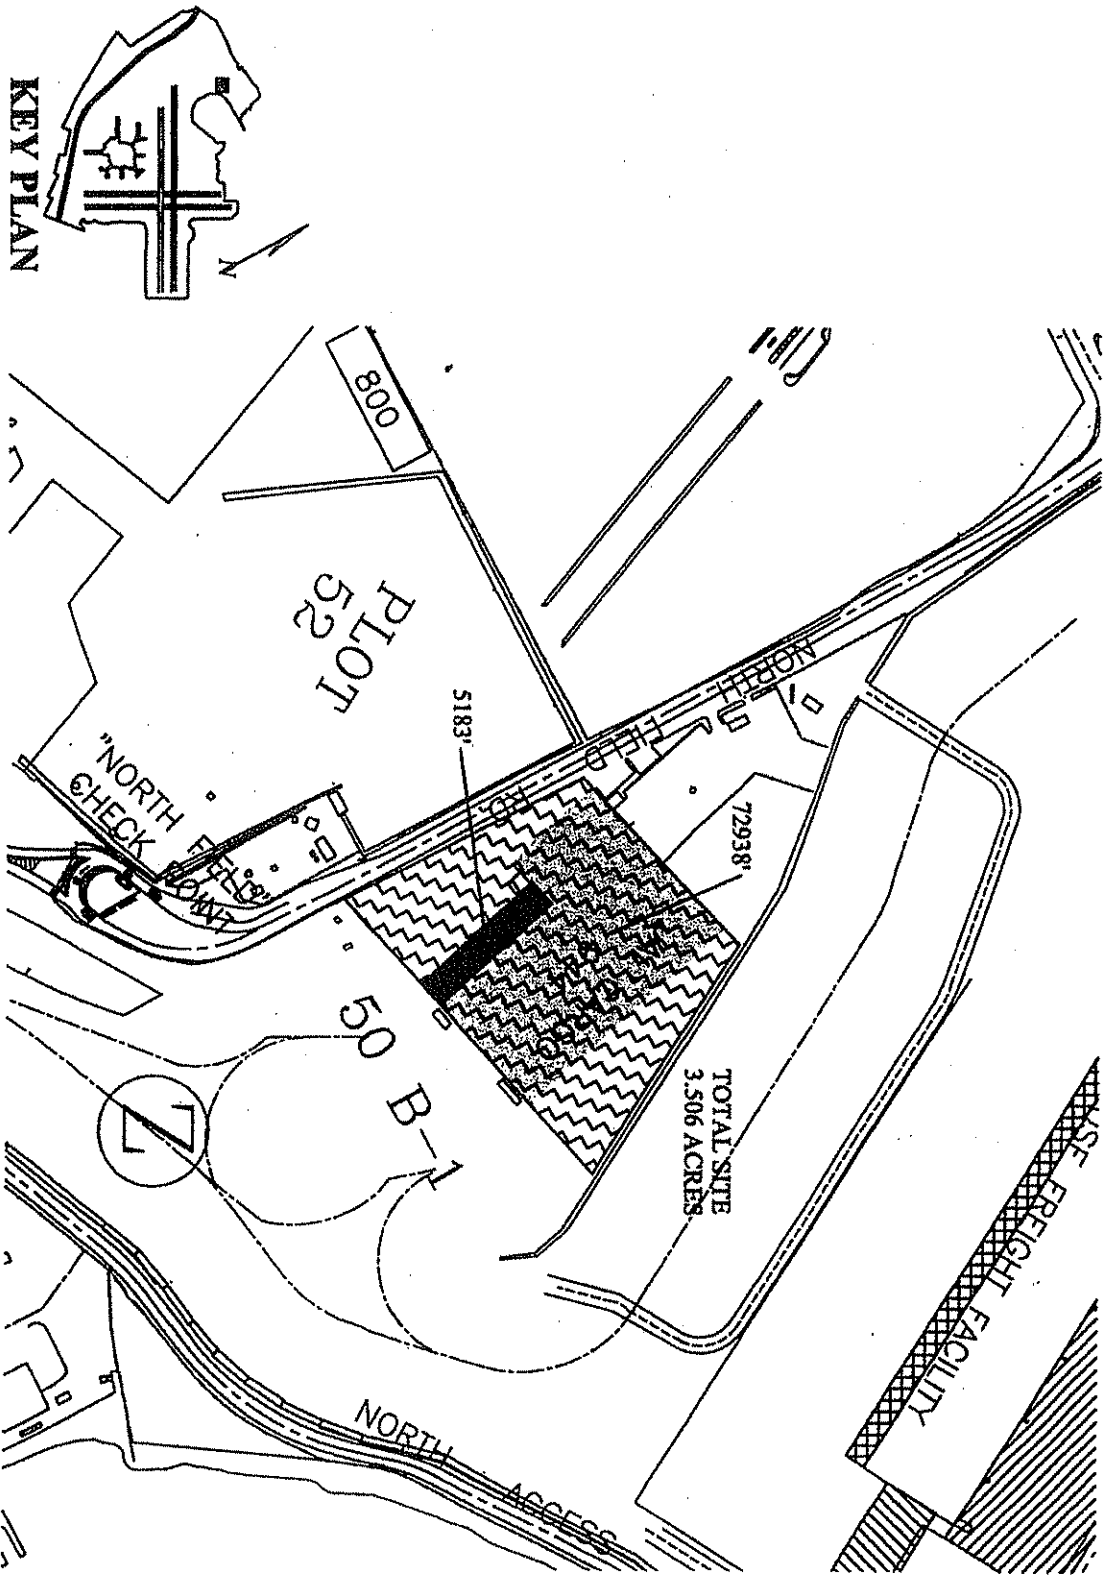 KEY PLAN
N
800
PLOT
52
NORTH FIELD RD
5183'
72938'
"NORTH FIELD"
CHECK POINT
50 B-1
TOTAL SITE
3.506 ACRES
FREIGHT FACILITY
NORTH ACCESS